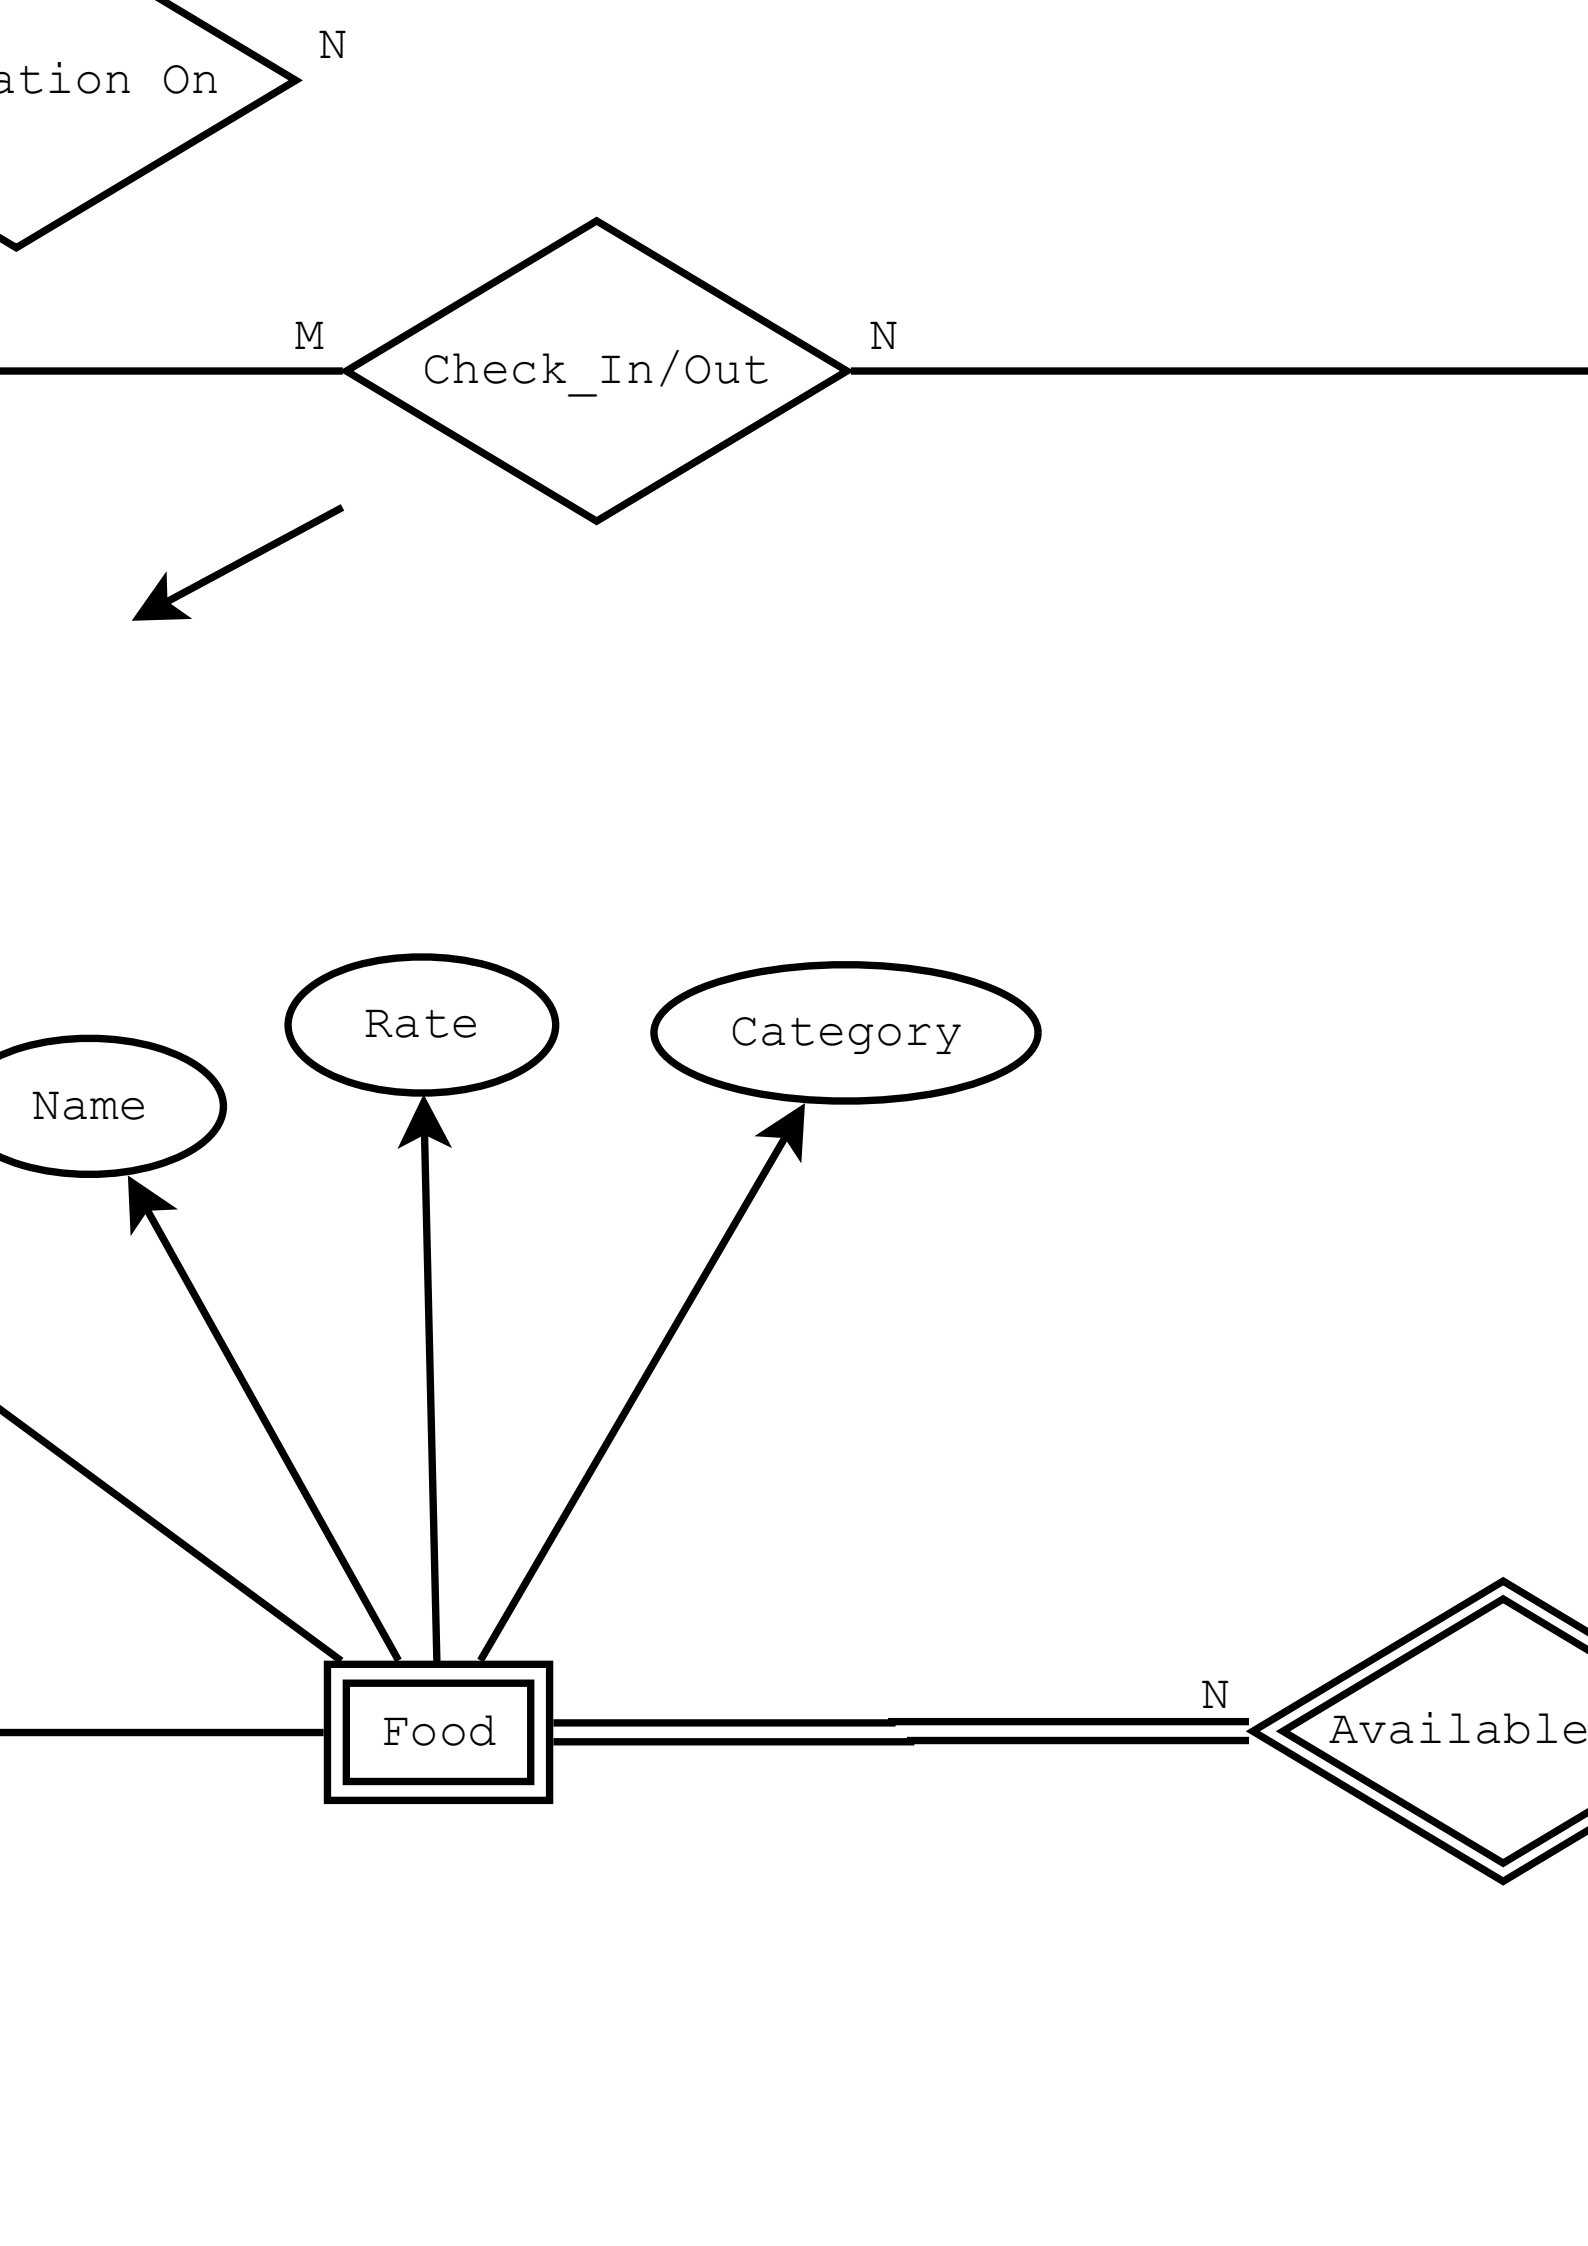 N
ation On
M
N
Check_In/Out
Rate
Category
Name
N
Food
Available